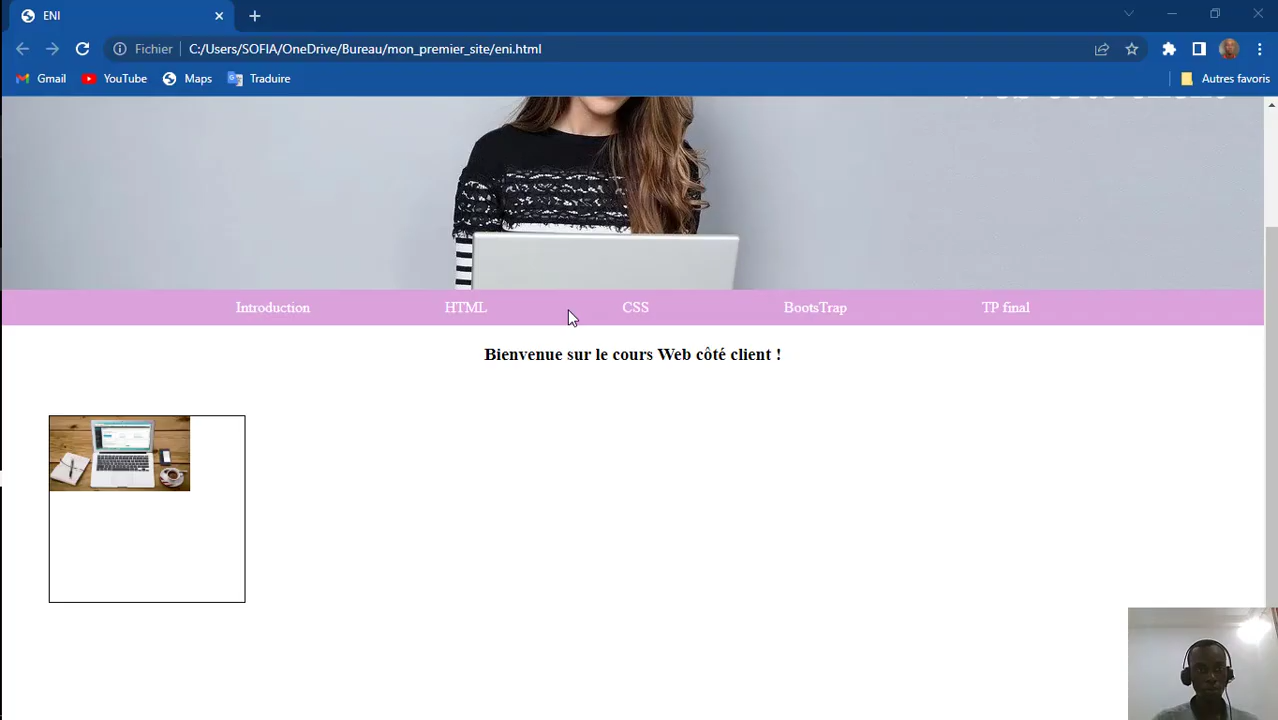 ENI
Fichier C:/Users/SOFIA/OneDrive/Bureau/mon_premier_site/eni.html
Gmail YouTube Maps Traduire Autres favoris
Introduction HTML CSS BootsTrap TP final
Bienvenue sur le cours Web côté client !